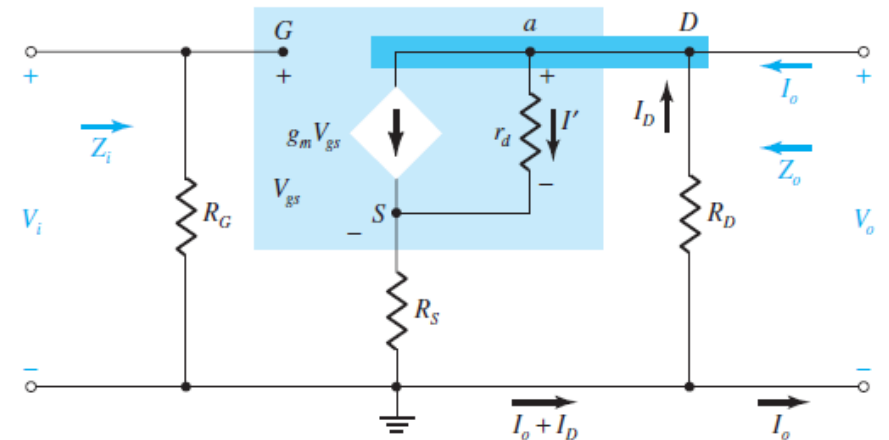 G
a
D
+
+
+
+
I_o
I_D
g_m V_gs
r_d
I′
Z_i
Z_o
V_gs
−
V_i
R_G
S
R_D
V_o
−
R_S
−
−
I_o + I_D
I_o